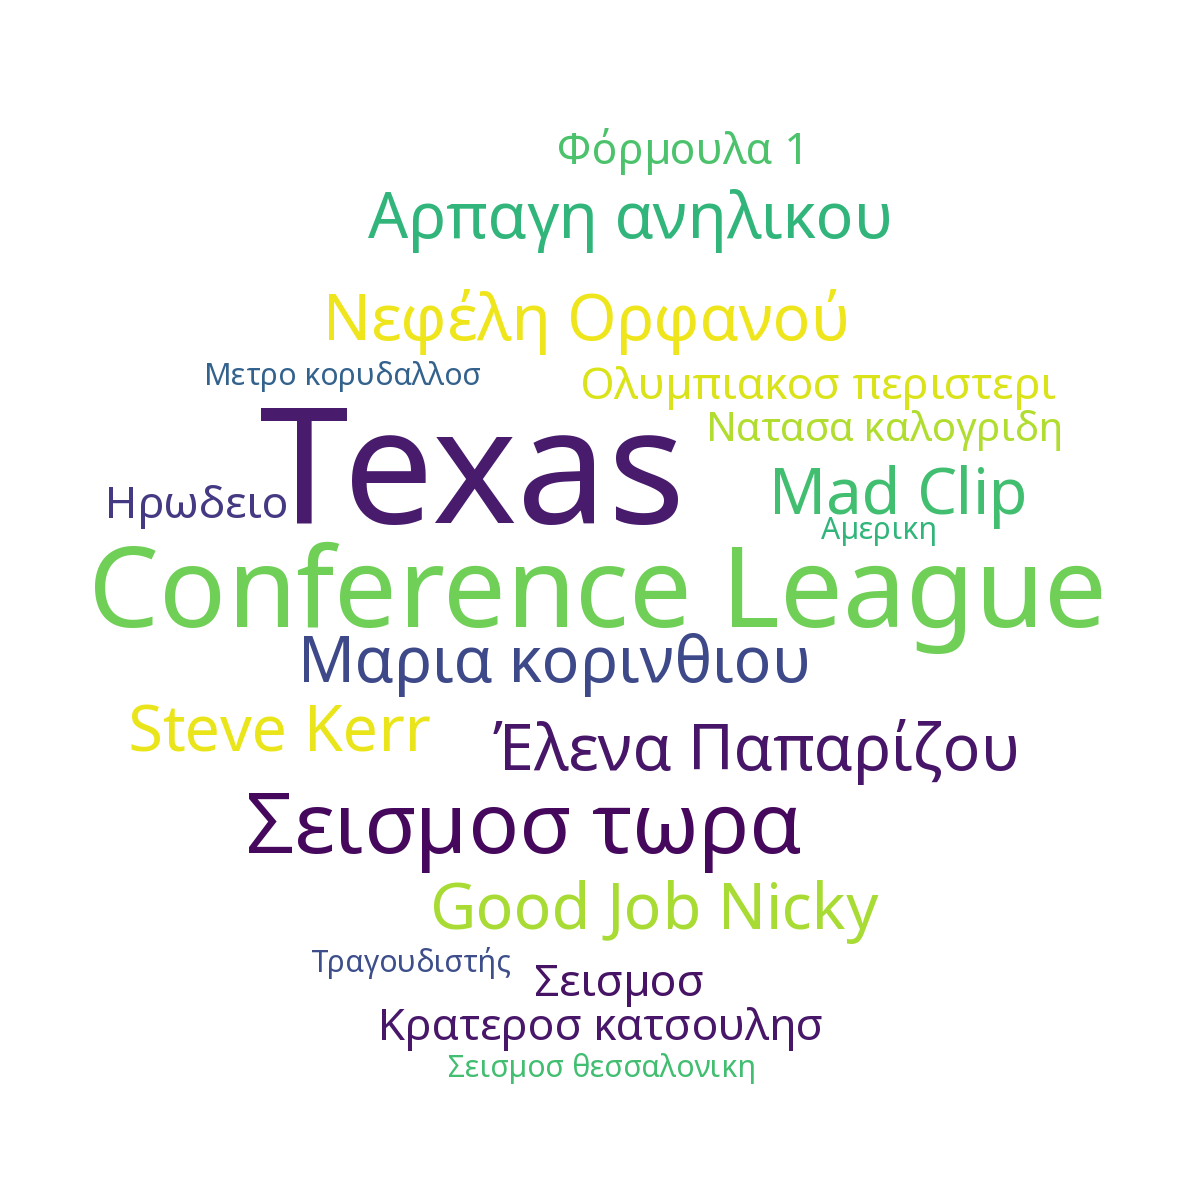 Φόρμουλα 1
Αρπαγη ανηλικου
Νεφέλη Ορφανού
Μετρο κορυδαλλοσ
Ολυμπιακοσ περιστερι
Νατασα καλογριδη
Texas
Mad Clip
Ηρωδειο
Αμερικη
Conference League
Μαρια κορινθιου
Steve Kerr
Έλενα Παπαρίζου
Σεισμοσ τωρα
Good Job Nicky
Τραγουδιστής
Σεισμοσ
Κρατεροσ κατσουλησ
Σεισμοσ θεσσαλονικη